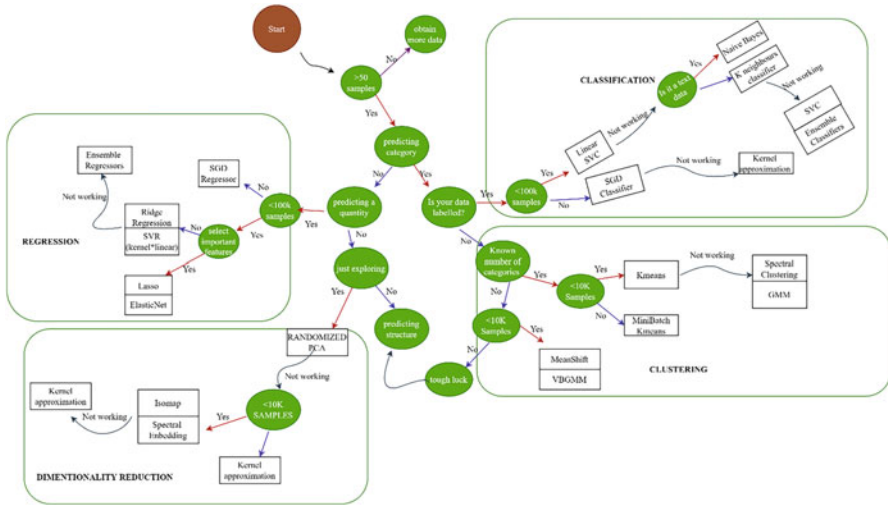 Start
obtain
more data
No
>50
samples
Yes
predicting
category
No
Yes
predicting a
quantity
Is your data
labelled?
Yes
Yes
No
No
just exploring
Yes
No
predicting
structure
tough luck
CLASSIFICATION
<100k
samples
Yes
No
Linear
SVC
Not working
Is it a text
data
Yes
Naive Bayes
K neighbours
classifier
Not working
SVC
Ensemble
Classifiers
SGD
Classifier
Not working
Kernel
approximation
REGRESSION
<100k
samples
No
SGD
Regressor
Yes
select
important
features
No
Ridge
Regression
SVR
(kernel*linear)
Not working
Ensemble
Regressors
Yes
Lasso
ElasticNet
CLUSTERING
Known
number of
categories
Yes
No
<10K
Samples
Yes
Kmeans
Not working
Spectral
Clustering
GMM
No
MiniBatch
Kmeans
<10K
Samples
Yes
MeanShift
VBGMM
No
DIMENTIONALITY REDUCTION
RANDOMIZED
PCA
Not working
<10K
SAMPLES
Yes
Isomap
Spectral
Embedding
Not working
Kernel
approximation
Kernel
approximation